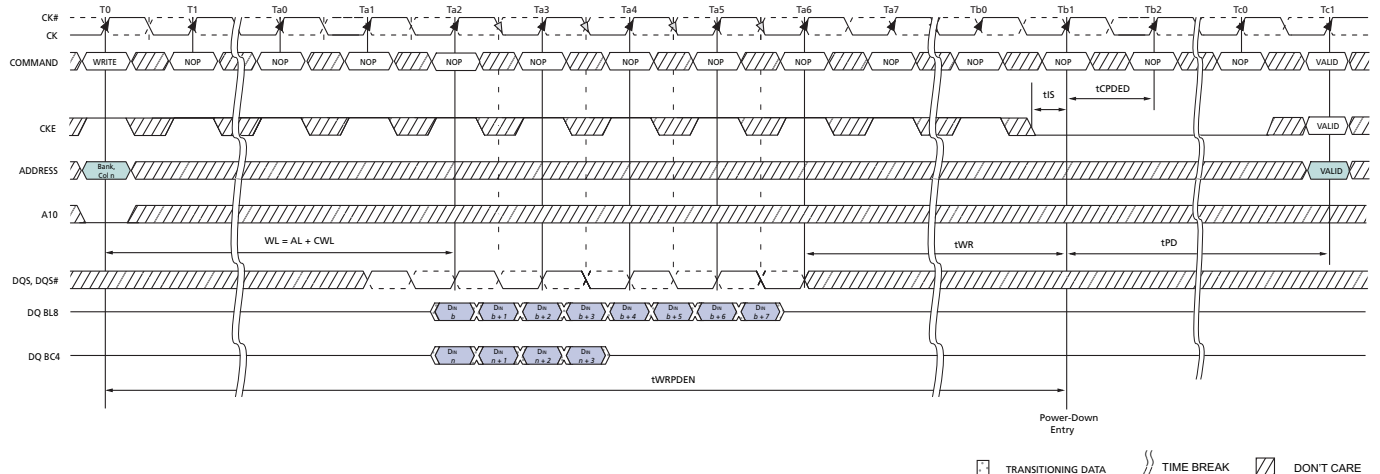 T0 T1 Ta0 Ta1 Ta2 Ta3 Ta4 Ta5 Ta6 Ta7 Tb0 Tb1 Tb2 Tc0 Tc1
CK#
CK
COMMAND WRITE NOP NOP NOP NOP NOP NOP NOP NOP NOP NOP NOP NOP NOP VALID
tIS tCPDED
CKE VALID
ADDRESS Bank, Col n VALID
A10
WL = AL + CWL tWR tPD
DQS, DQS#
DQ BL8 DIN b DIN b + 1 DIN b + 2 DIN b + 3 DIN b + 4 DIN b + 5 DIN b + 6 DIN b + 7
DQ BC4 DIN n DIN n + 1 DIN n + 2 DIN n + 3
tWRPDEN
Power-Down
Entry
TRANSITIONING DATA TIME BREAK DON'T CARE